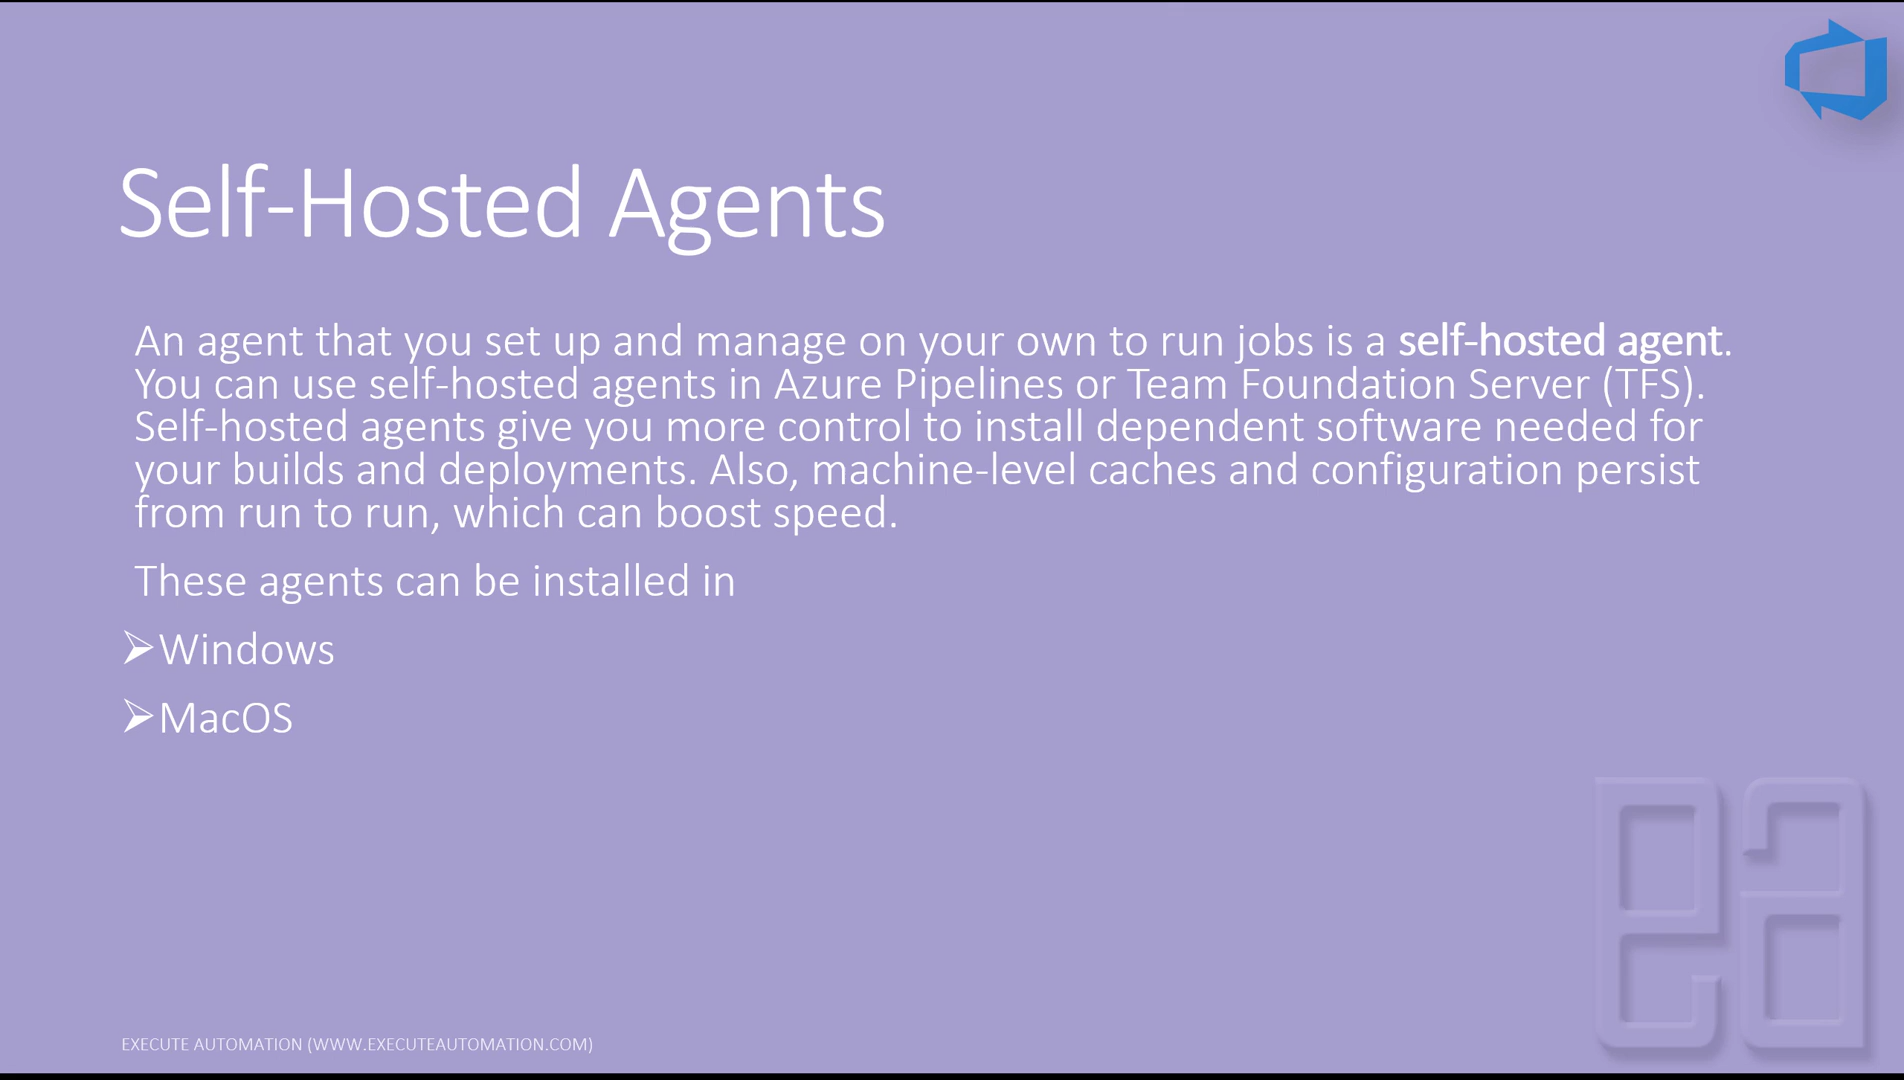 Self-Hosted Agents
An agent that you set up and manage on your own to run jobs is a self-hosted agent.
You can use self-hosted agents in Azure Pipelines or Team Foundation Server (TFS).
Self-hosted agents give you more control to install dependent software needed for
your builds and deployments. Also, machine-level caches and configuration persist
from run to run, which can boost speed.
These agents can be installed in
➢Windows
➢MacOS
ea
EXECUTE AUTOMATION (WWW.EXECUTEAUTOMATION.COM)